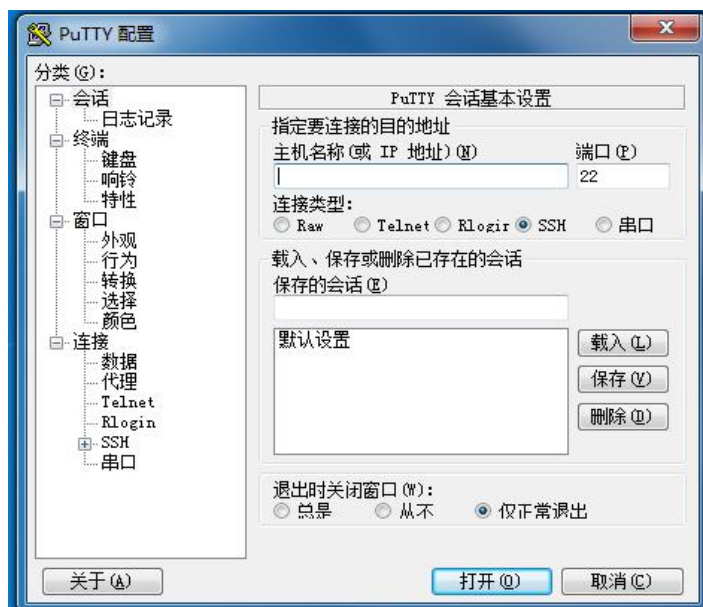 PuTTY 配置
分类(G):
会话
日志记录
终端
键盘
响铃
特性
窗口
外观
行为
转换
选择
颜色
连接
数据
代理
Telnet
Rlogin
SSH
串口
PuTTY 会话基本设置
指定要连接的目的地址
主机名称(或 IP 地址)(N) 端口(P)
22
连接类型:
Raw Telnet Rlogir SSH 串口
载入、保存或删除已存在的会话
保存的会话(E)
默认设置
载入(L)
保存(V)
删除(D)
退出时关闭窗口(W):
总是 从不 仅正常退出
关于(A) 打开(O) 取消(C)